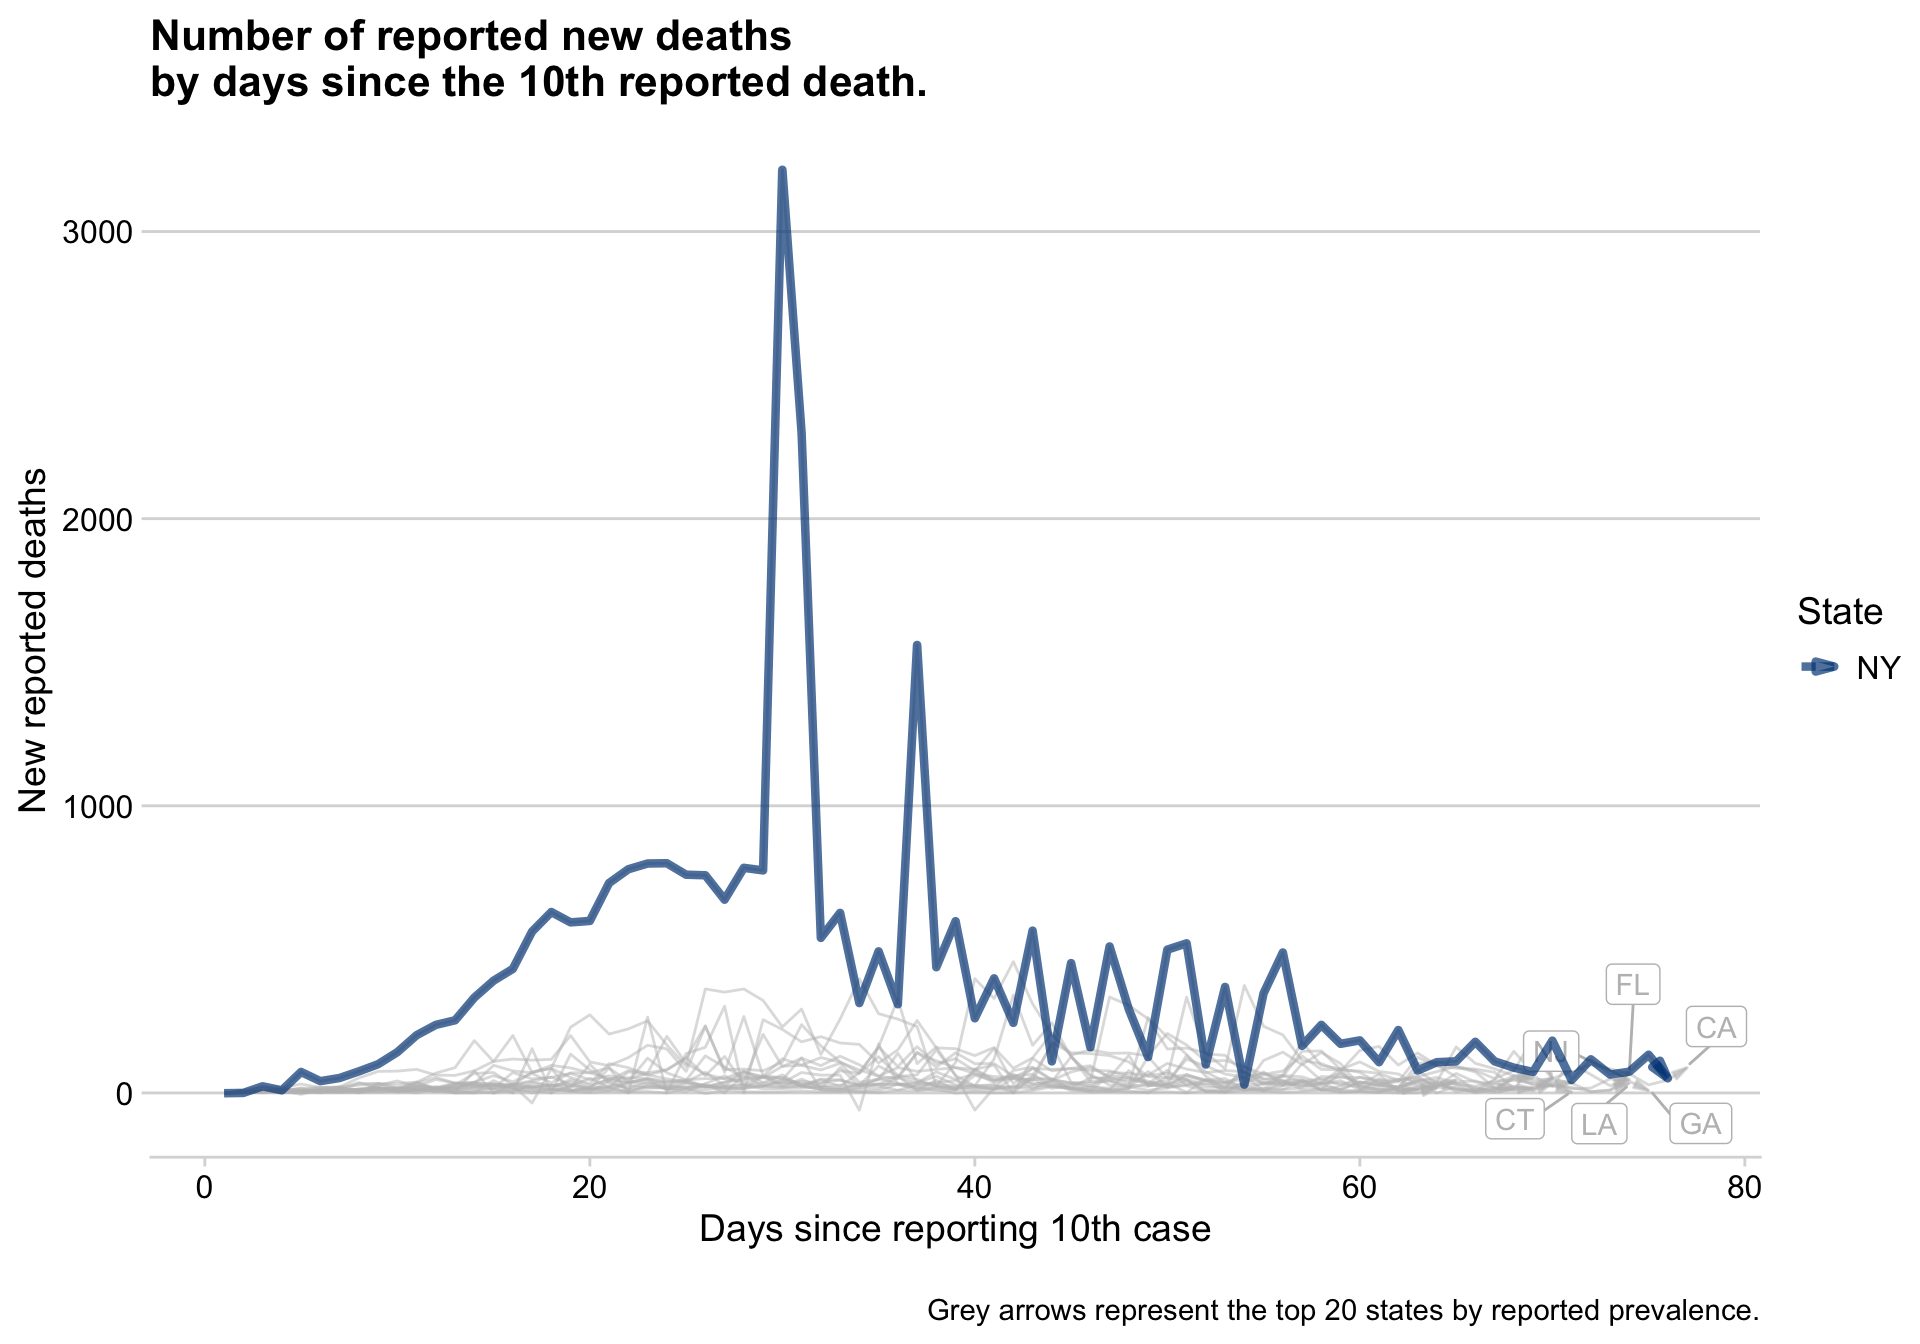 Number of reported new deaths
by days since the 10th reported death.
New reported deaths
3000
2000
1000
0
0
20
40
60
80
Days since reporting 10th case
FL
CA
CT
LA
GA
State
NY
Grey arrows represent the top 20 states by reported prevalence.